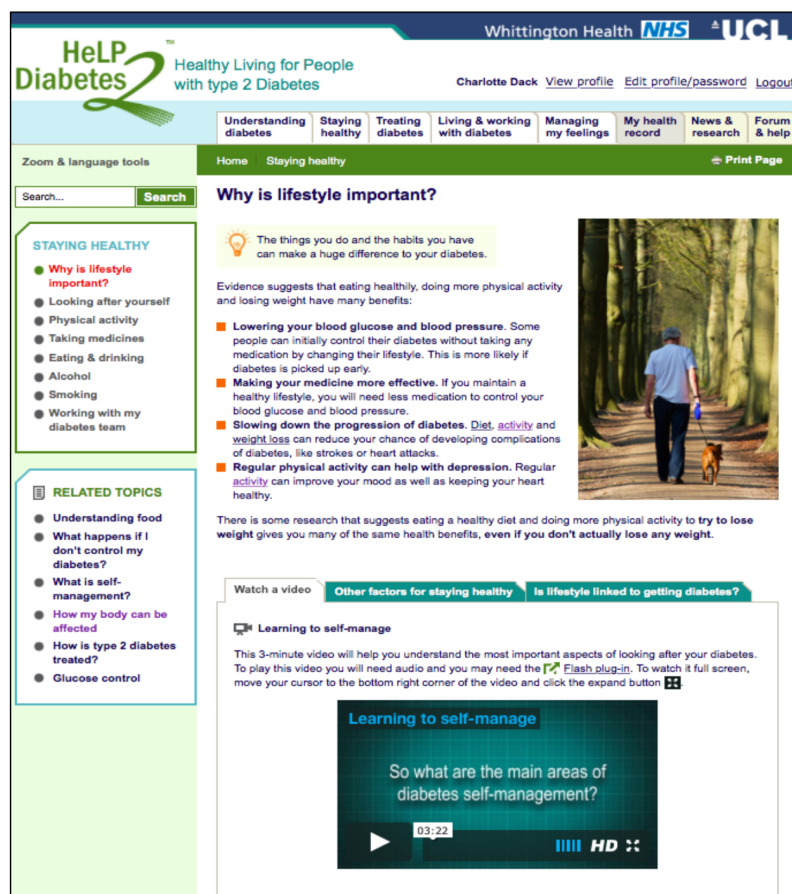 Whittington Health NHS UCL
HeLP
Diabetes 2 ™
Healthy Living for People
with type 2 Diabetes
Charlotte Dack View profile Edit profile/password Logout
Understanding diabetes
Staying healthy
Treating diabetes
Living & working with diabetes
Managing my feelings
My health record
News & research
Forum & help
Zoom & language tools
Home Staying healthy Print Page
Search... Search
STAYING HEALTHY
Why is lifestyle
important?
Looking after yourself
Physical activity
Taking medicines
Eating & drinking
Alcohol
Smoking
Working with my
diabetes team
RELATED TOPICS
Understanding food
What happens if I
don't control my
diabetes?
What is self-
management?
How my body can be
affected
How is type 2 diabetes
treated?
Glucose control
Why is lifestyle important?
The things you do and the habits you have
can make a huge difference to your diabetes.
Evidence suggests that eating healthily, doing more physical activity
and losing weight have many benefits:
Lowering your blood glucose and blood pressure. Some
people can initially control their diabetes without taking any
medication by changing their lifestyle. This is more likely if
diabetes is picked up early.
Making your medicine more effective. If you maintain a
healthy lifestyle, you will need less medication to control your
blood glucose and blood pressure.
Slowing down the progression of diabetes. Diet, activity and
weight loss can reduce your chance of developing complications
of diabetes, like strokes or heart attacks.
Regular physical activity can help with depression. Regular
activity can improve your mood as well as keeping your heart
healthy.
There is some research that suggests eating a healthy diet and doing more physical activity to try to lose
weight gives you many of the same health benefits, even if you don't actually lose any weight.
Watch a video Other factors for staying healthy Is lifestyle linked to getting diabetes?
Learning to self-manage
This 3-minute video will help you understand the most important aspects of looking after your diabetes.
To play this video you will need audio and you may need the Flash plug-in. To watch it full screen,
move your cursor to the bottom right corner of the video and click the expand button .
Learning to self-manage
So what are the main areas of
diabetes self-management?
03:22
HD